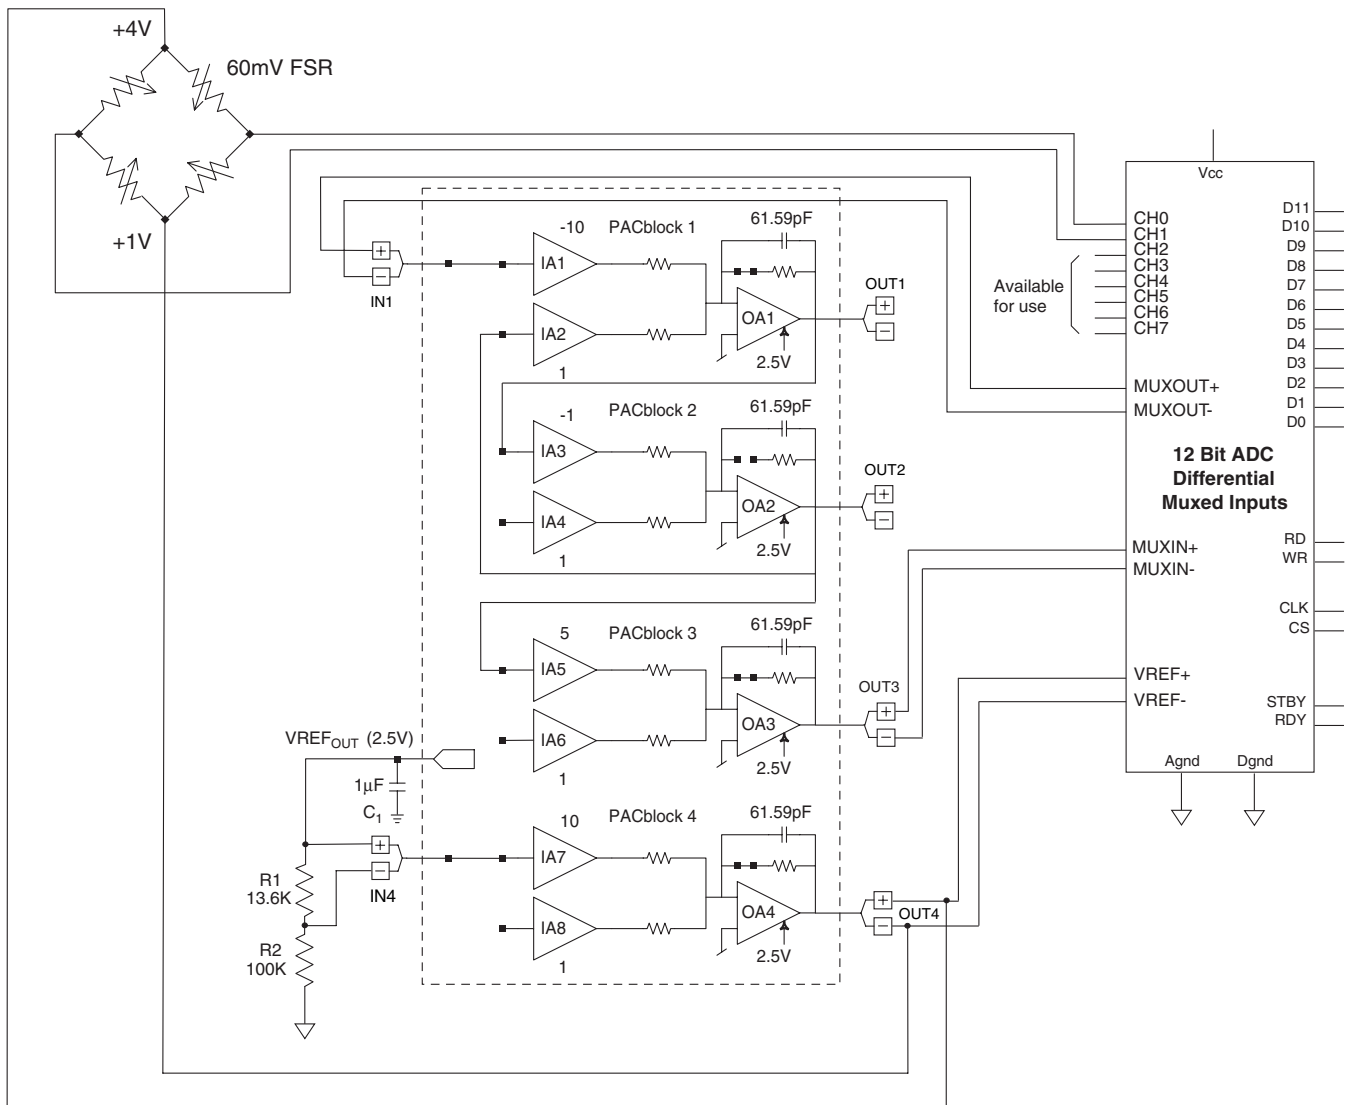 +4V
60mV FSR
+1V
-10
PACblock 1
61.59pF
IA1
IA2
1
OA1
2.5V
OUT1
+
−
+
−
IN1
-1
PACblock 2
61.59pF
IA3
IA4
1
OA2
2.5V
OUT2
+
−
5
PACblock 3
61.59pF
IA5
IA6
1
OA3
2.5V
OUT3
+
−
VREFOUT (2.5V)
1µF
C1
10
PACblock 4
61.59pF
+
−
IN4
IA7
IA8
1
OA4
2.5V
+
−
OUT4
R1
13.6K
R2
100K
Vcc
CH0
CH1
CH2
CH3
CH4
CH5
CH6
CH7
Available
for use
MUXOUT+
MUXOUT-
12 Bit ADC
Differential
Muxed Inputs
MUXIN+
MUXIN-
VREF+
VREF-
Agnd
Dgnd
D11
D10
D9
D8
D7
D6
D5
D4
D3
D2
D1
D0
RD
WR
CLK
CS
STBY
RDY